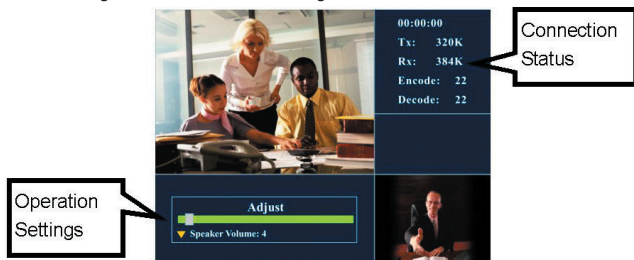 00:00:00
Tx: 320K
Rx: 384K
Encode: 22
Decode: 22
Connection
Status
Operation
Settings
Adjust
Speaker Volume: 4